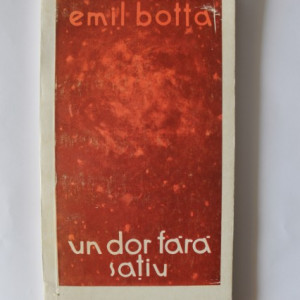 emil botta
un dor fără
sațiu